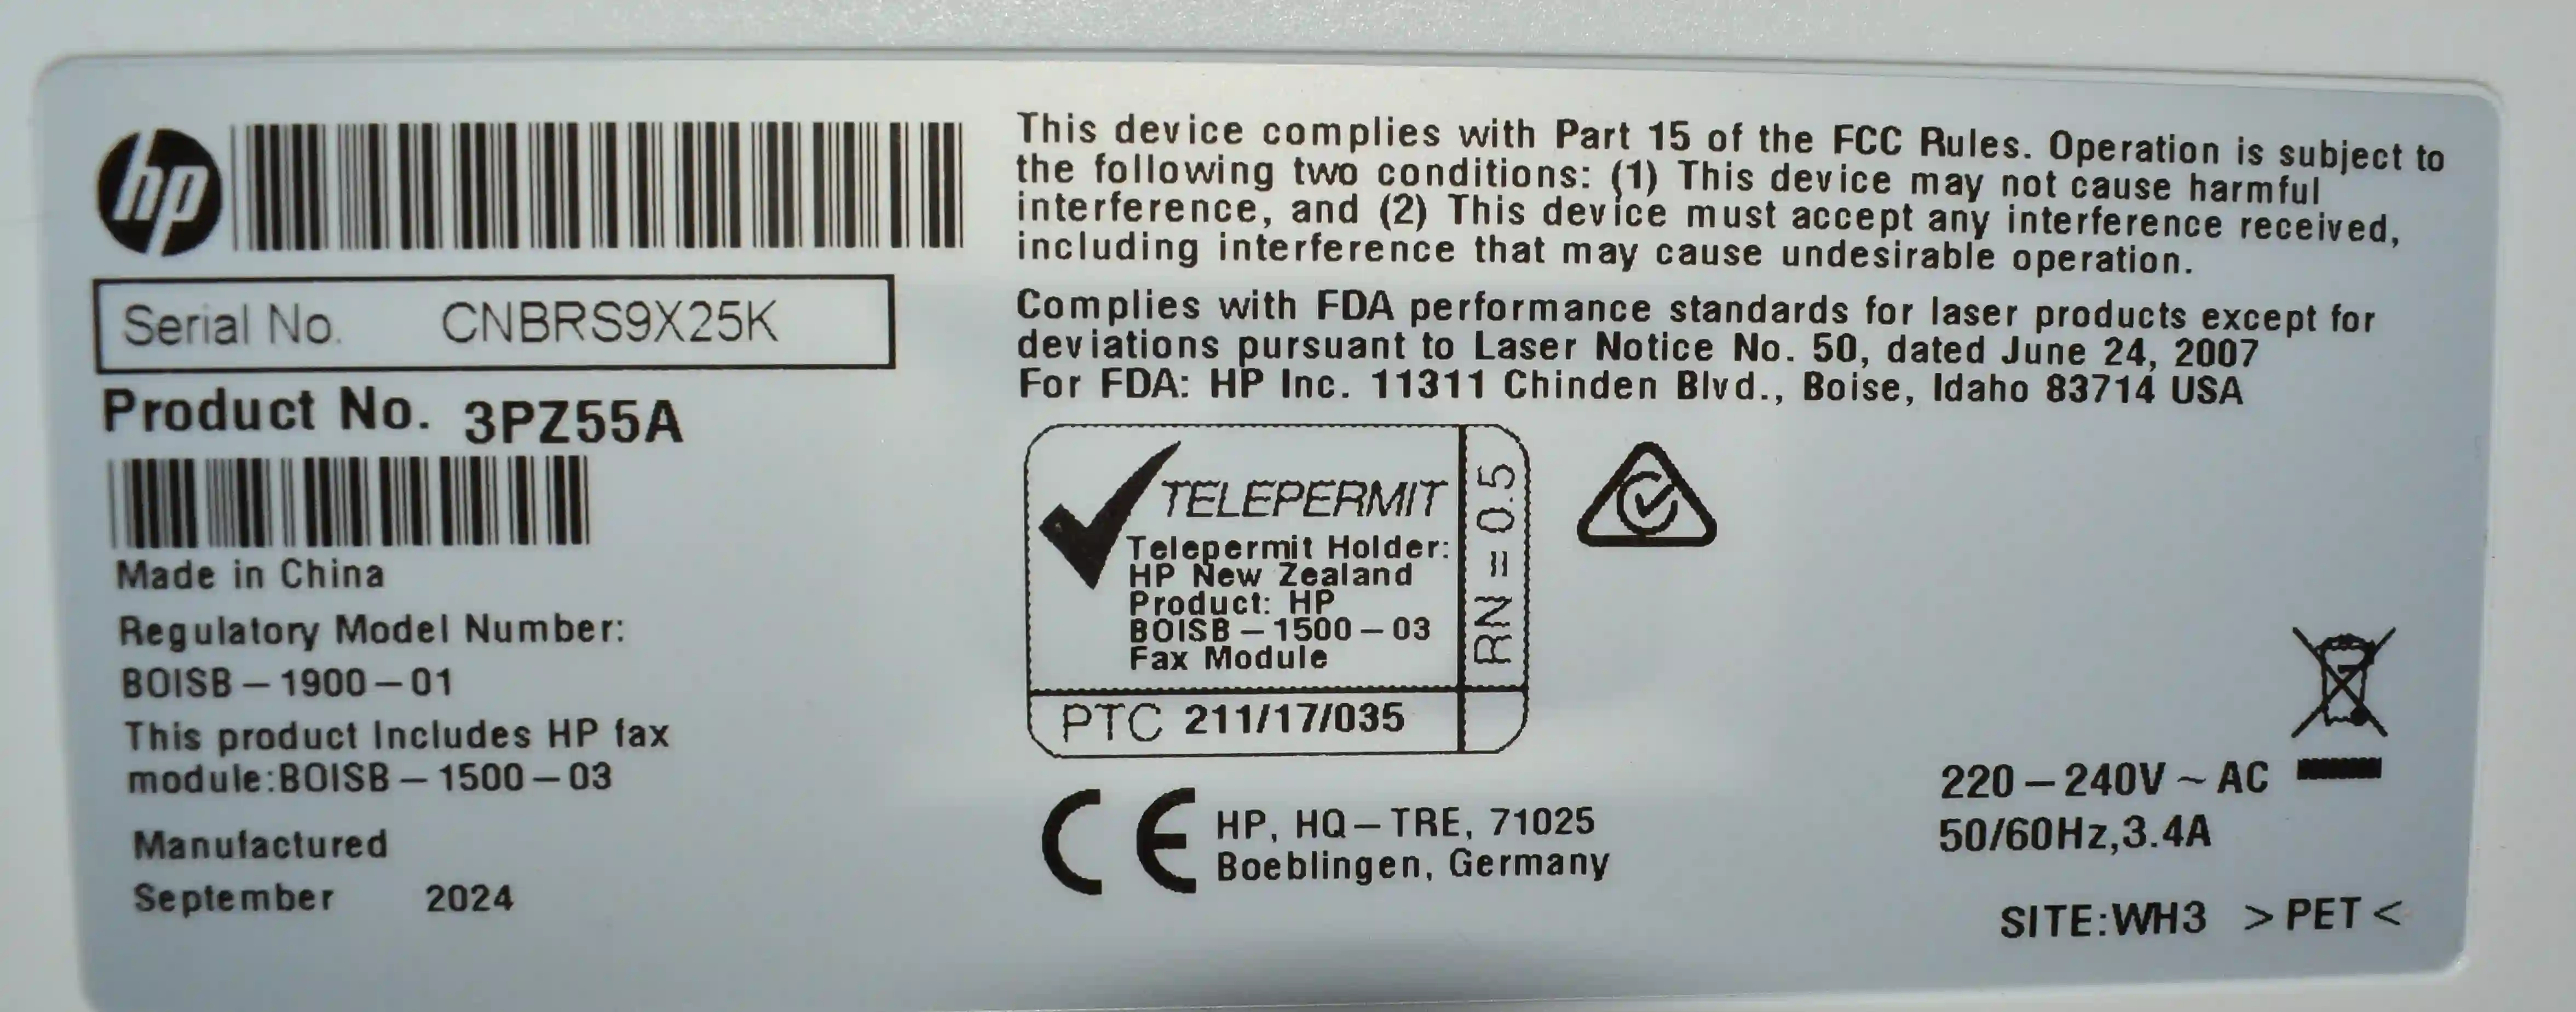 hp
Serial No. CNBRS9X25K
Product No. 3PZ55A
Made in China
Regulatory Model Number:
BOISB-1900-01
This product Includes HP fax
module:BOISB-1500-03
Manufactured
September 2024
This device complies with Part 15 of the FCC Rules. Operation is subject to
the following two conditions: (1) This device may not cause harmful
interference, and (2) This device must accept any interference received,
including interference that may cause undesirable operation.
Complies with FDA performance standards for laser products except for
deviations pursuant to Laser Notice No. 50, dated June 24, 2007
For FDA: HP Inc. 11311 Chinden Blvd., Boise, Idaho 83714 USA
TELEPERMIT
Telepermit Holder:
HP New Zealand
Product: HP
BOISB-1500-03
Fax Module
RN = 0.5
PTC 211/17/035
CE
HP, HQ-TRE, 71025
Boeblingen, Germany
220-240V~AC
50/60Hz,3.4A
SITE:WH3 >PET<